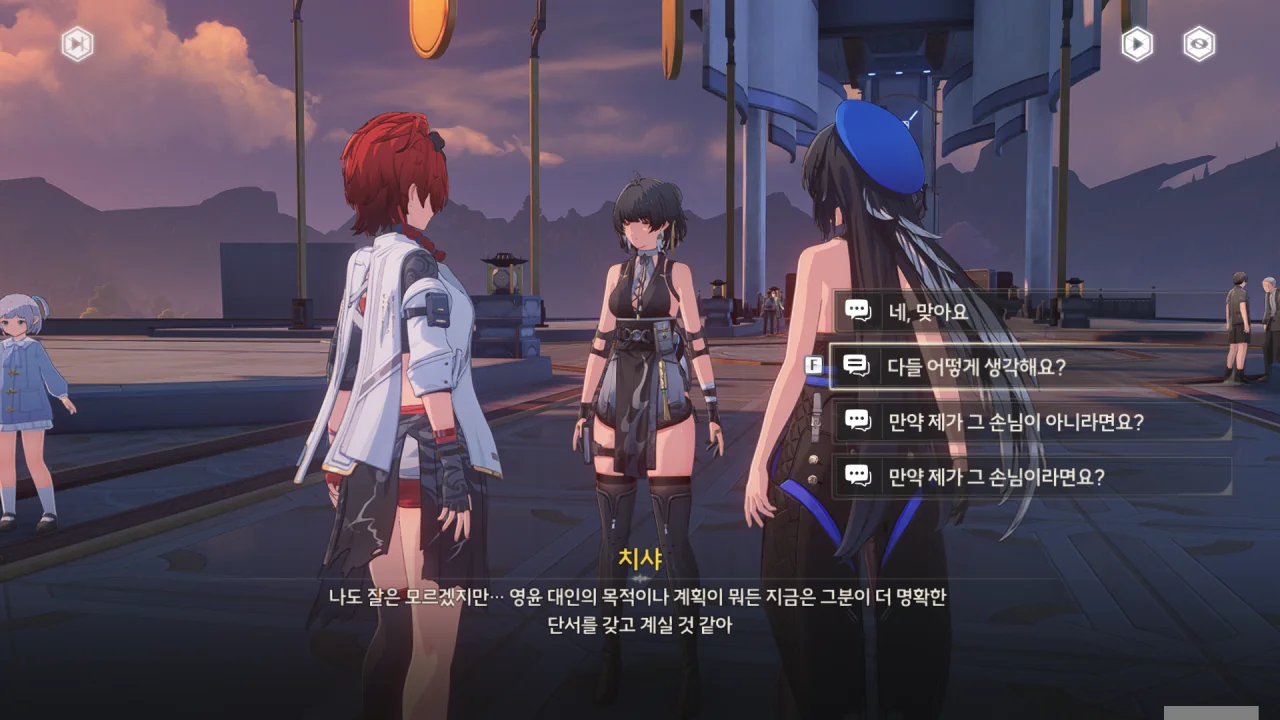 네, 맞아요
F
다들 어떻게 생각해요?
만약 제가 그 손님이 아니라면요?
만약 제가 그 손님이라면요?
치샤
나도 잘은 모르겠지만… 영윤 대인의 목적이나 계획이 뭐든 지금은 그분이 더 명확한
단서를 갖고 계실 것 같아